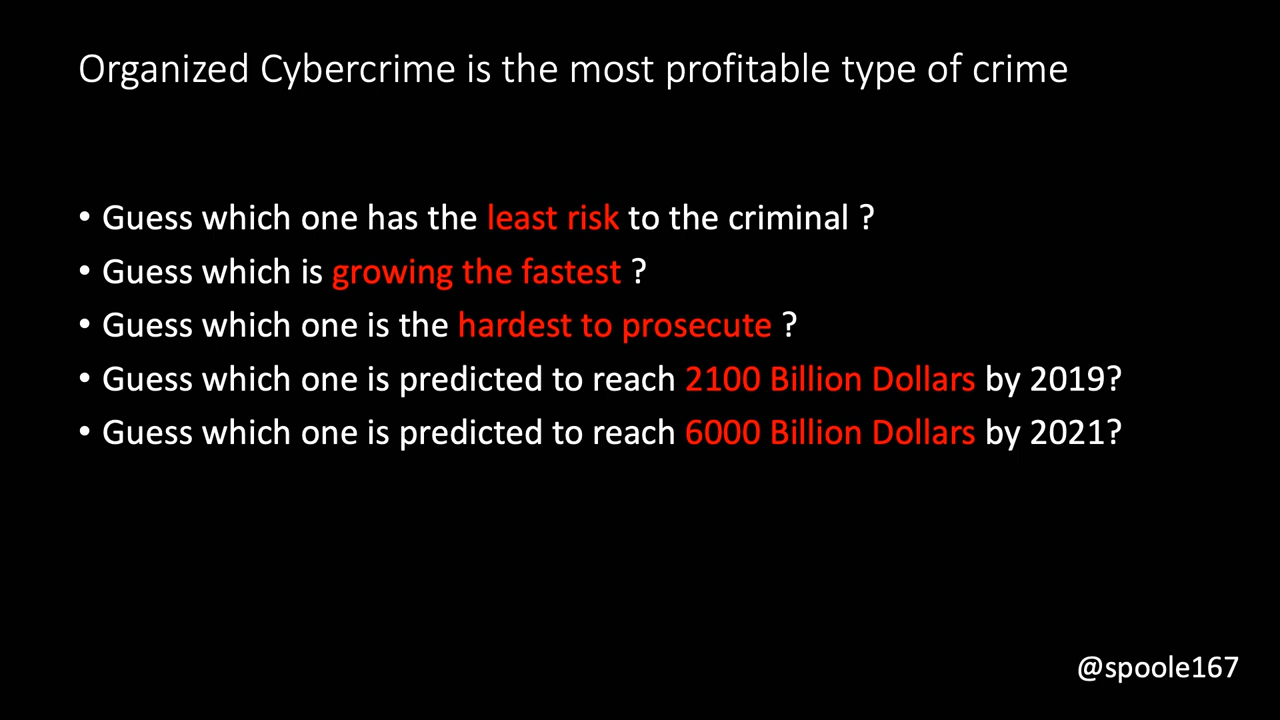 Organized Cybercrime is the most profitable type of crime
• Guess which one has the least risk to the criminal ?
• Guess which is growing the fastest ?
• Guess which one is the hardest to prosecute ?
• Guess which one is predicted to reach 2100 Billion Dollars by 2019?
• Guess which one is predicted to reach 6000 Billion Dollars by 2021?
@spoole167